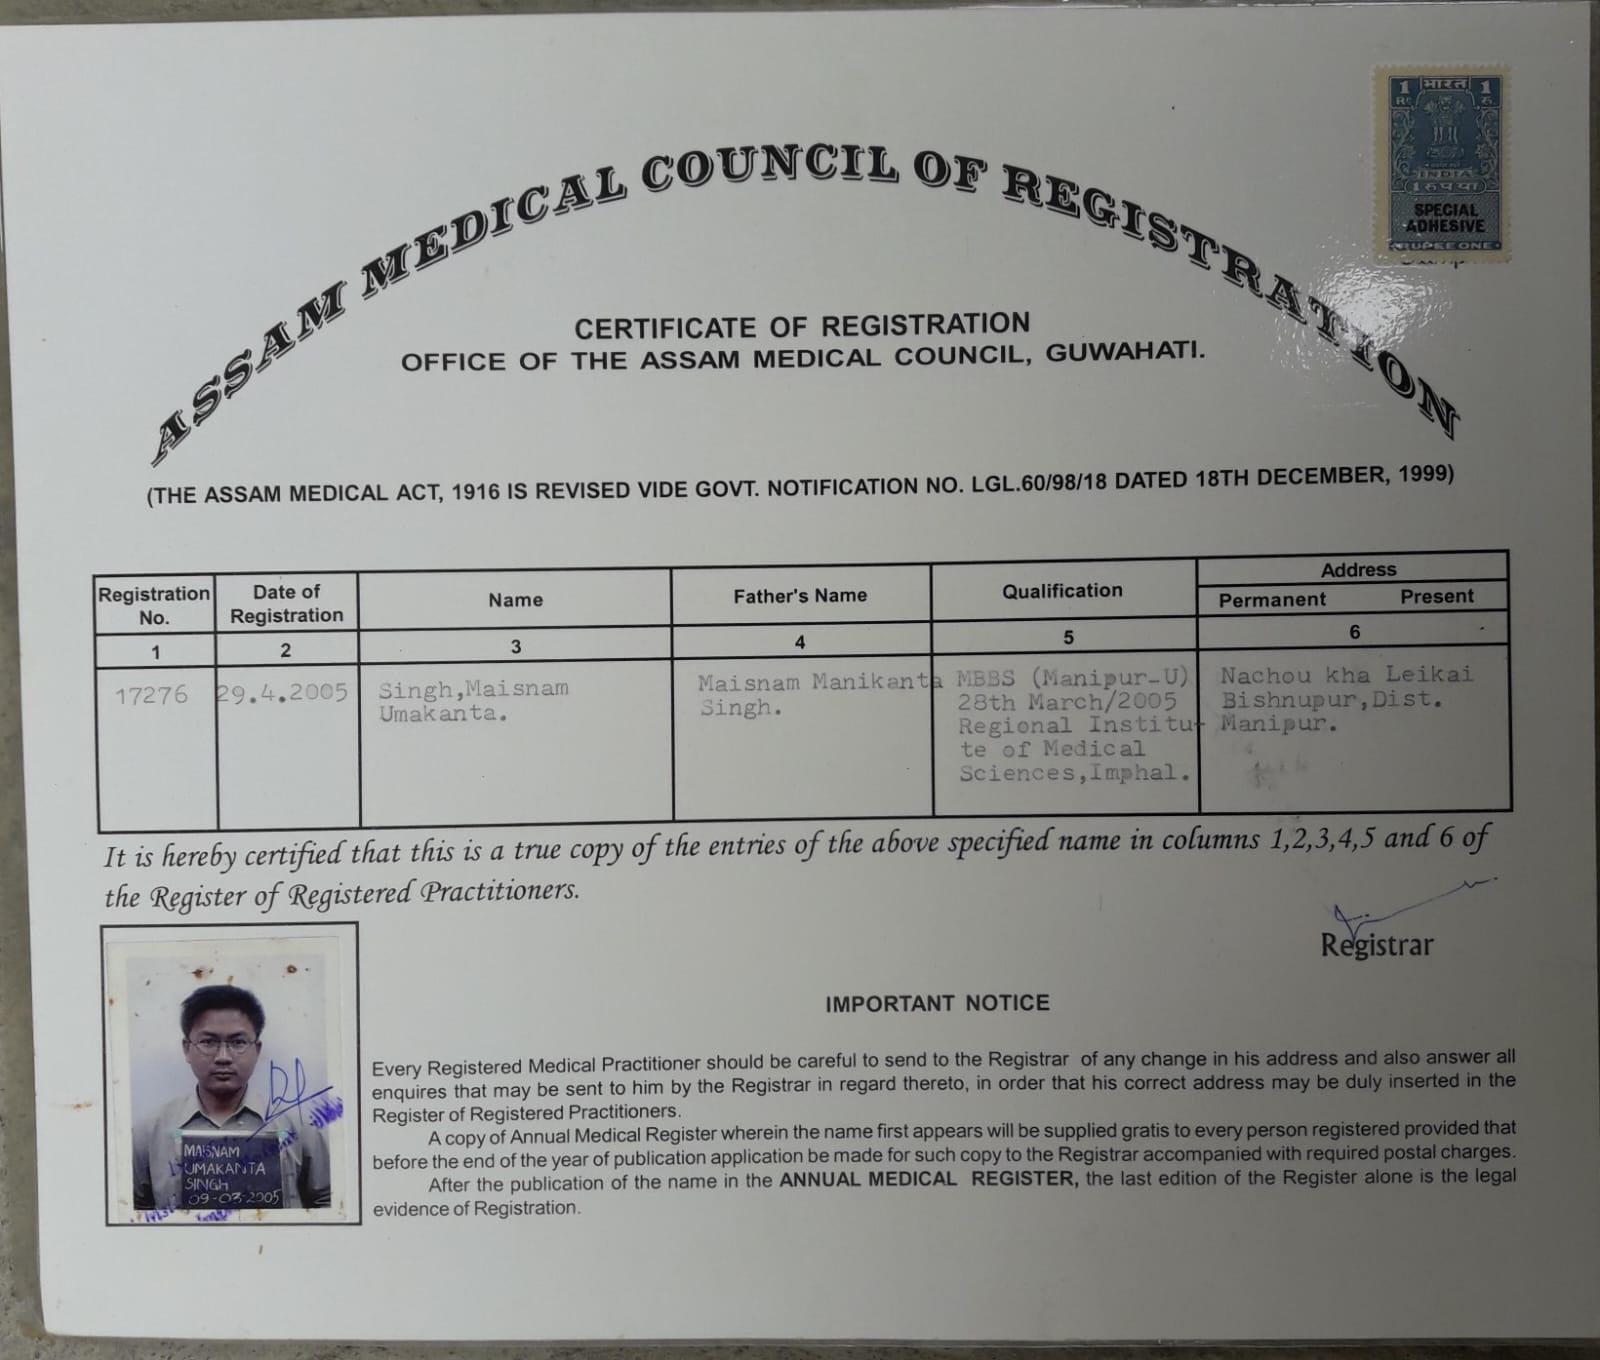 1 भारत 1
Rе रु.
INDIA
1 रुपया
SPECIAL
ADHESIVE
RUPEE ONE
ASSAM MEDICAL COUNCIL OF REGISTRATION
CERTIFICATE OF REGISTRATION
OFFICE OF THE ASSAM MEDICAL COUNCIL, GUWAHATI.
(THE ASSAM MEDICAL ACT, 1916 IS REVISED VIDE GOVT. NOTIFICATION NO. LGL.60/98/18 DATED 18TH DECEMBER, 1999)
Registration No.
Date of Registration
Name
Father's Name
Qualification
Address
Permanent Present
1 2 3 4 5 6
17276
29.4.2005
Singh,Maisnam
Umakanta.
Maisnam Manikanta
Singh.
MBBS (Manipur-U)
28th March/2005
Regional Institu-
te of Medical
Sciences,Imphal.
Nachou kha Leikai
Bishnupur,Dist.
Manipur.
It is hereby certified that this is a true copy of the entries of the above specified name in columns 1,2,3,4,5 and 6 of
the Register of Registered Practitioners.
Registrar
MAISNAM
UMAKANTA
SINGH
09-03-2005
IMPORTANT NOTICE
Every Registered Medical Practitioner should be careful to send to the Registrar of any change in his address and also answer all
enquires that may be sent to him by the Registrar in regard thereto, in order that his correct address may be duly inserted in the
Register of Registered Practitioners.
A copy of Annual Medical Register wherein the name first appears will be supplied gratis to every person registered provided that
before the end of the year of publication application be made for such copy to the Registrar accompanied with required postal charges.
After the publication of the name in the ANNUAL MEDICAL REGISTER, the last edition of the Register alone is the legal
evidence of Registration.